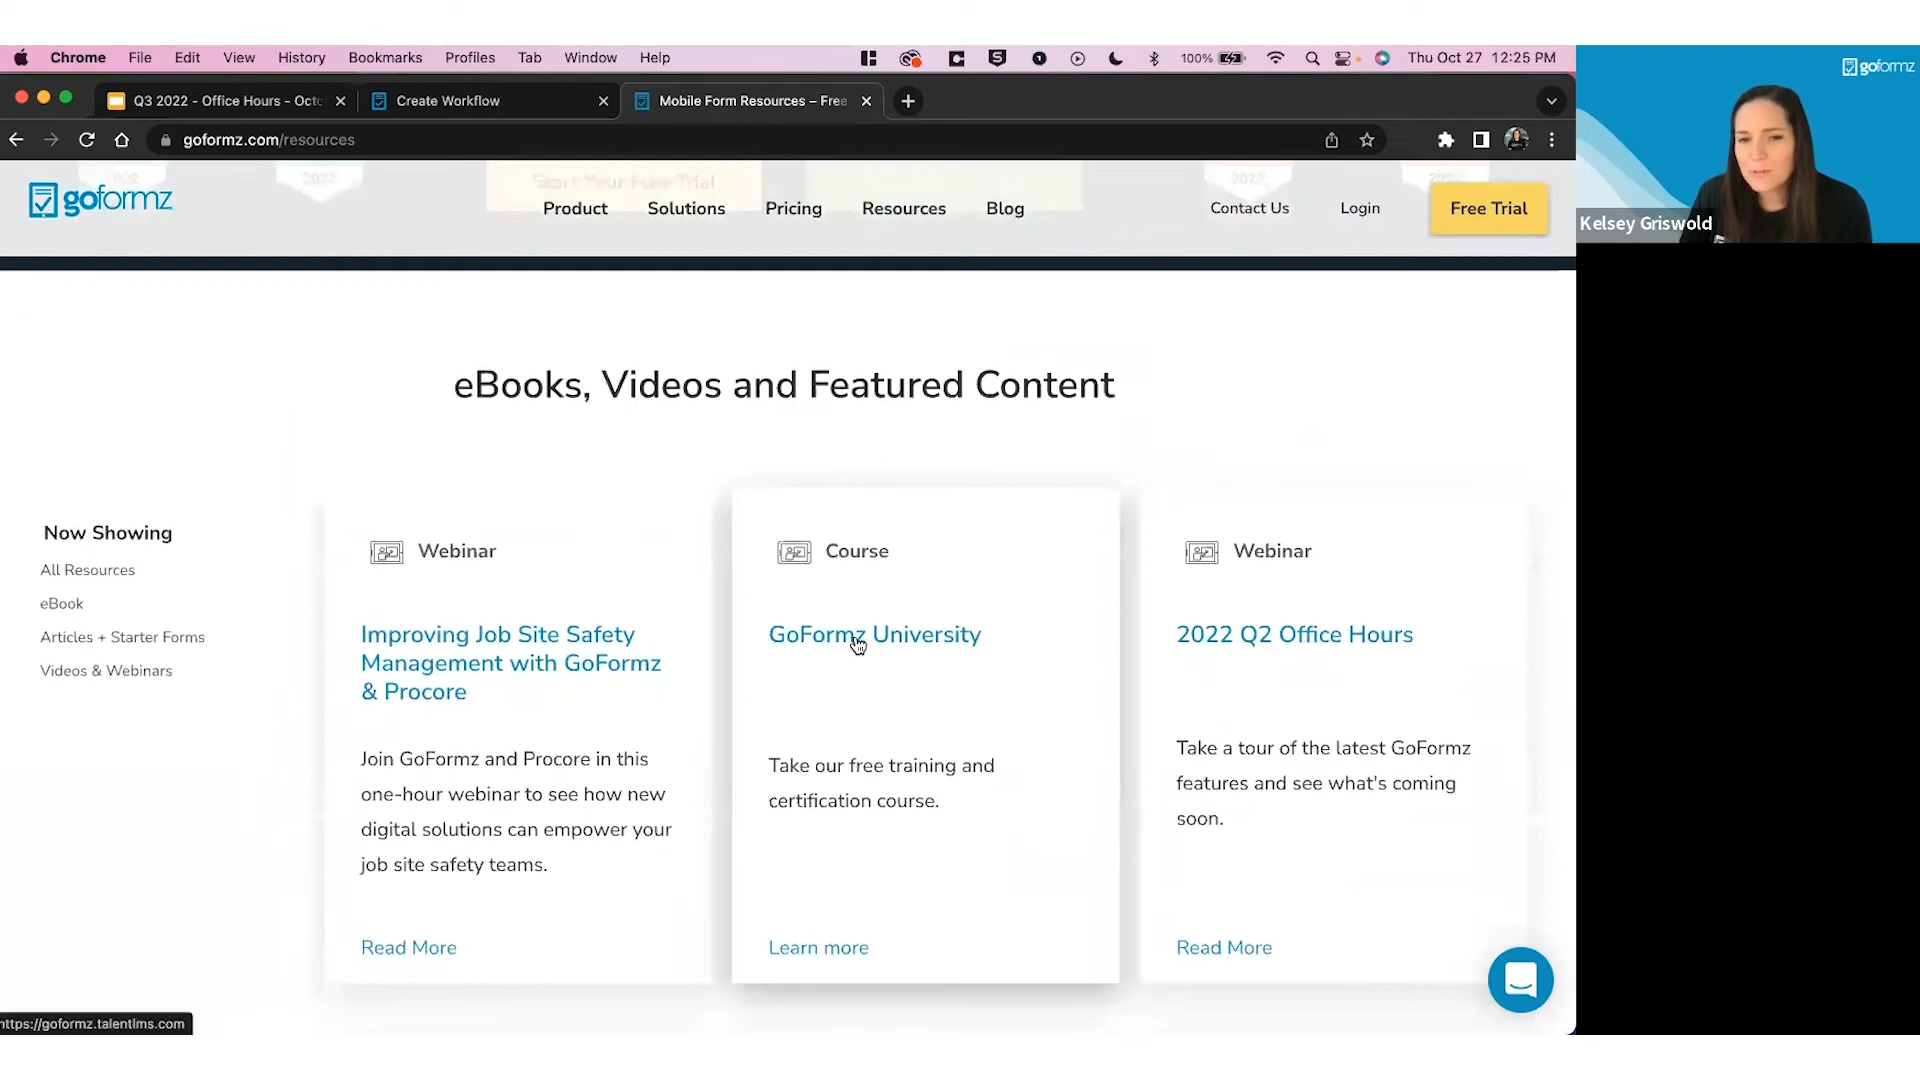 Chrome File Edit View History Bookmarks Profiles Tab Window Help 100% Thu Oct 27 12:25 PM
Q3 2022 - Office Hours - Octo Create Workflow Mobile Form Resources – Free
goformz.com/resources
goformz
Kelsey Griswold
2022 Start Your Free Trial 2022
goformz Product Solutions Pricing Resources Blog Contact Us Login Free Trial
eBooks, Videos and Featured Content
Now Showing
All Resources
eBook
Articles + Starter Forms
Videos & Webinars
Webinar
Improving Job Site Safety
Management with GoFormz
& Procore
Join GoFormz and Procore in this
one-hour webinar to see how new
digital solutions can empower your
job site safety teams.
Read More
Course
GoFormz University
Take our free training and
certification course.
Learn more
Webinar
2022 Q2 Office Hours
Take a tour of the latest GoFormz
features and see what's coming
soon.
Read More
https://goformz.talentlms.com